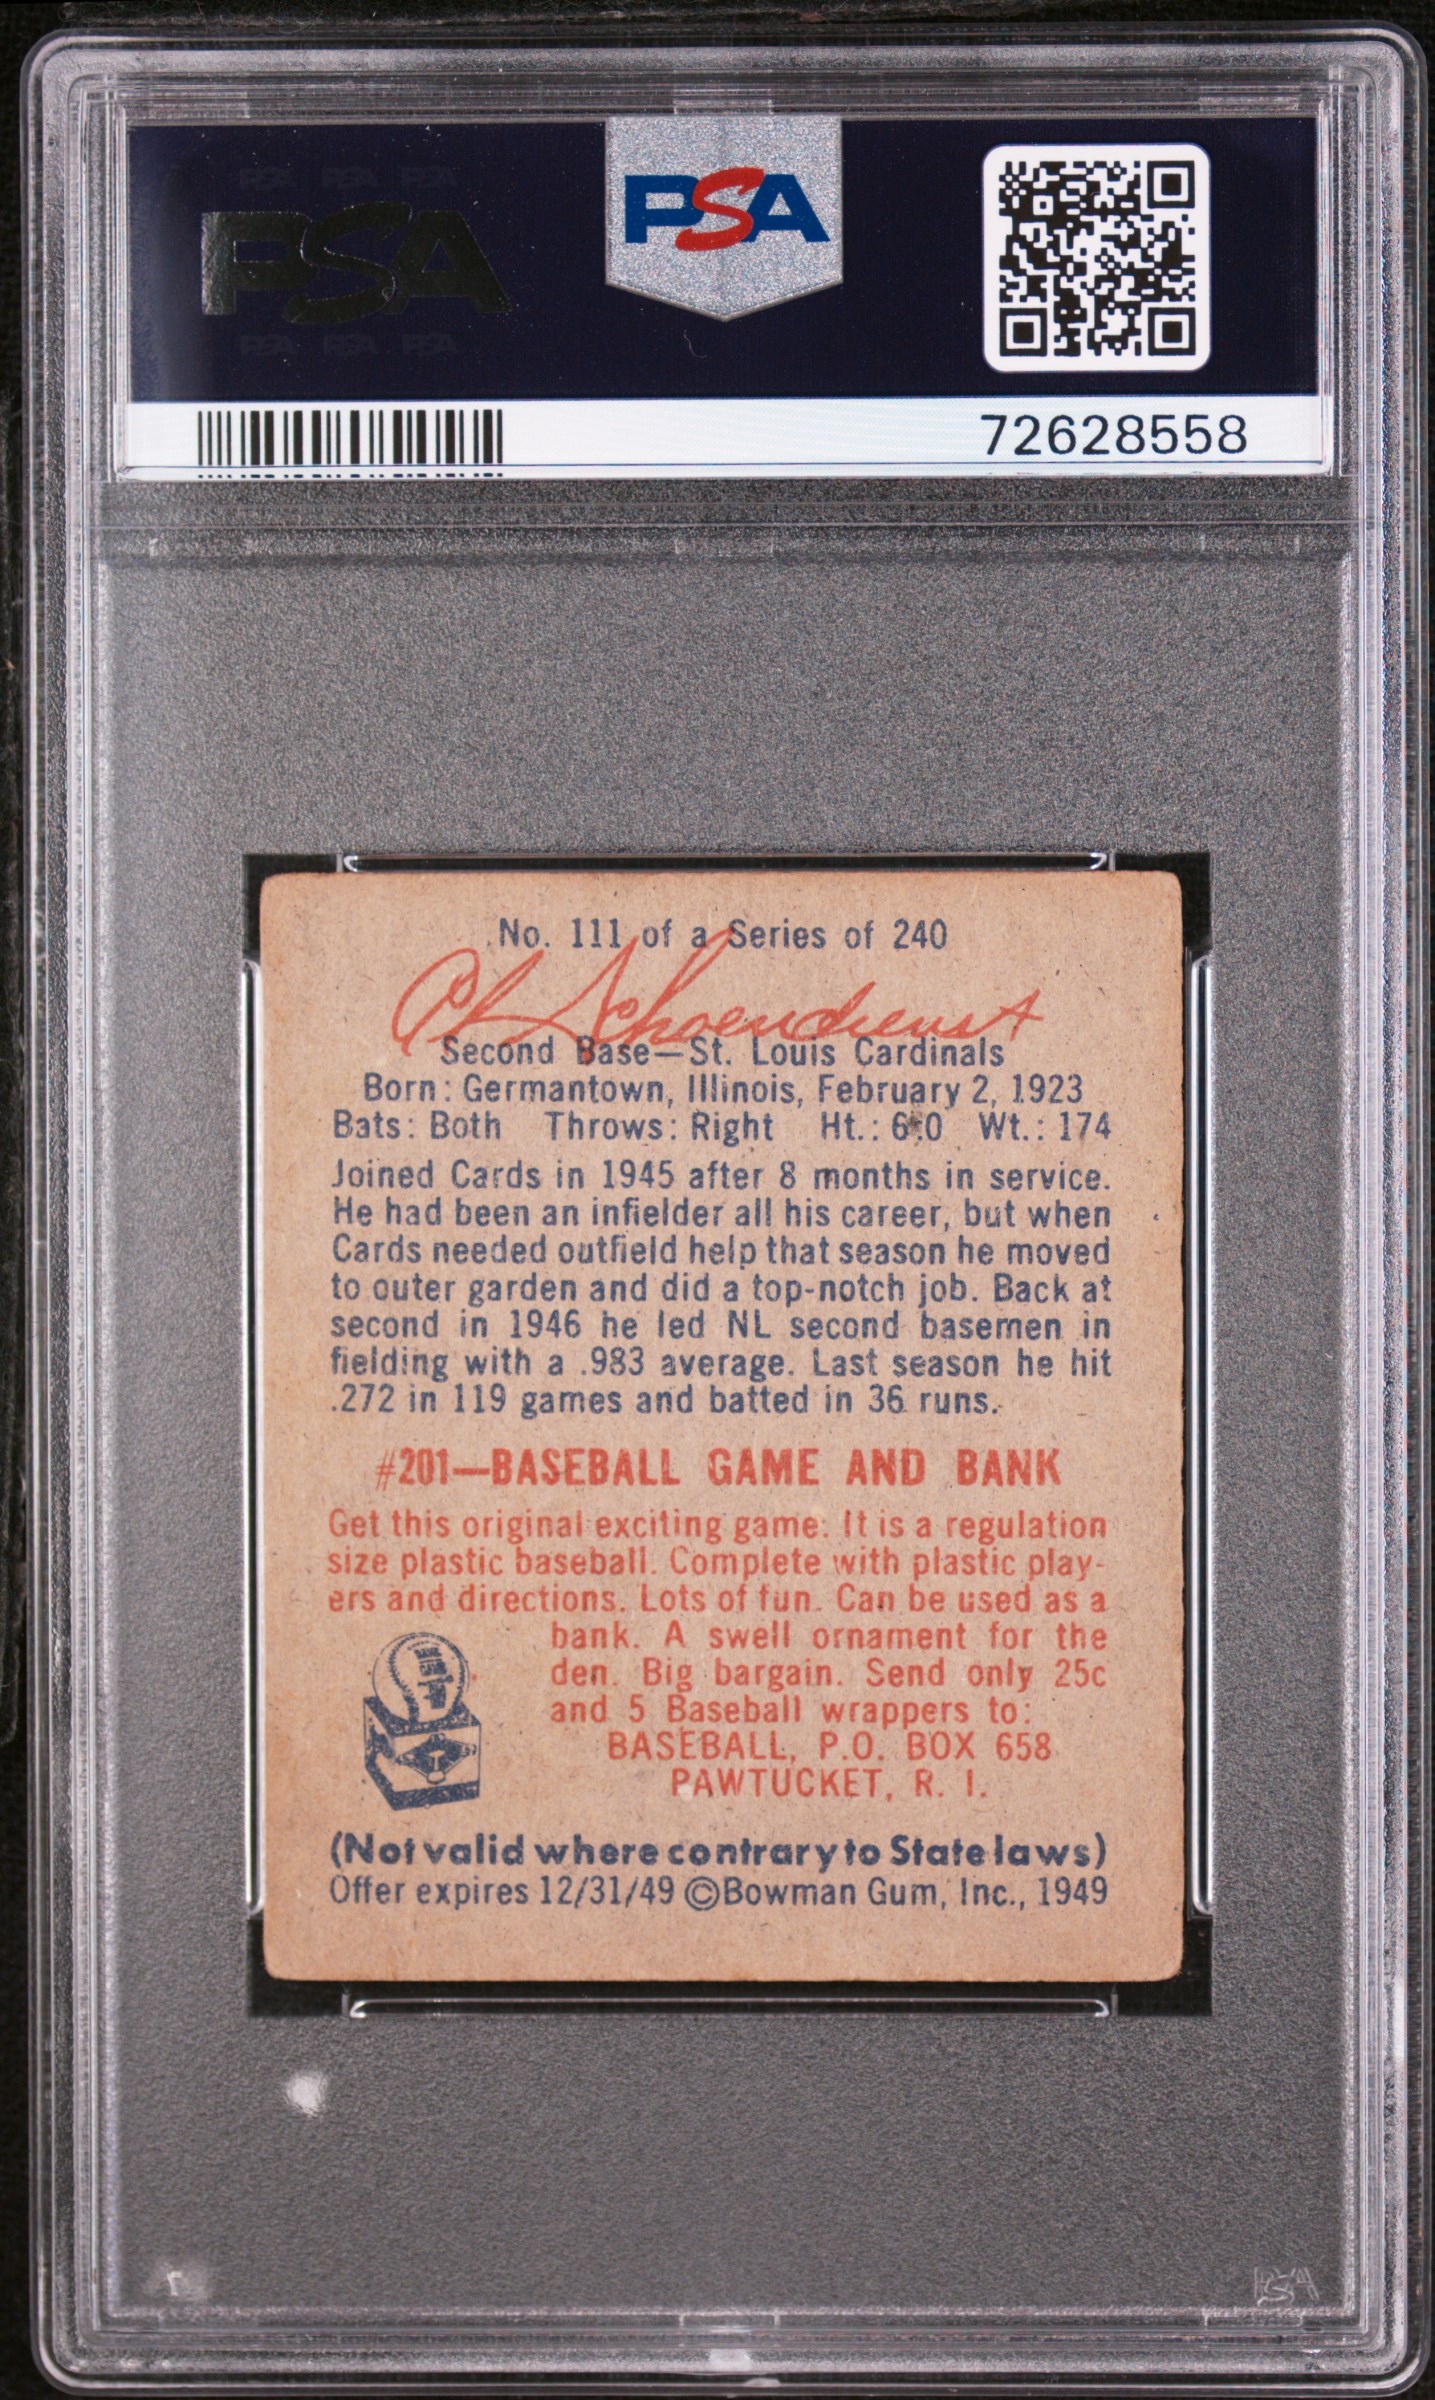 PSA PSA PSA
PSA
PSA PSA PSA
PSA
72628558
No. 111 of a Series of 240
Al Schoendienst
Second Base—St. Louis Cardinals
Born: Germantown, Illinois, February 2, 1923
Bats: Both Throws: Right Ht.: 6:0 Wt.: 174
Joined Cards in 1945 after 8 months in service.
He had been an infielder all his career, but when
Cards needed outfield help that season he moved
to outer garden and did a top-notch job. Back at
second in 1946 he led NL second basemen in
fielding with a .983 average. Last season he hit
.272 in 119 games and batted in 36 runs.
#201—BASEBALL GAME AND BANK
Get this original exciting game: It is a regulation
size plastic baseball. Complete with plastic play-
ers and directions. Lots of fun. Can be used as a
bank. A swell ornament for the
den. Big bargain. Send only 25c
and 5 Baseball wrappers to:
BASEBALL, P.O. BOX 658
PAWTUCKET, R. I.
(Not valid where contrary to State laws)
Offer expires 12/31/49 ©Bowman Gum, Inc., 1949
PSA